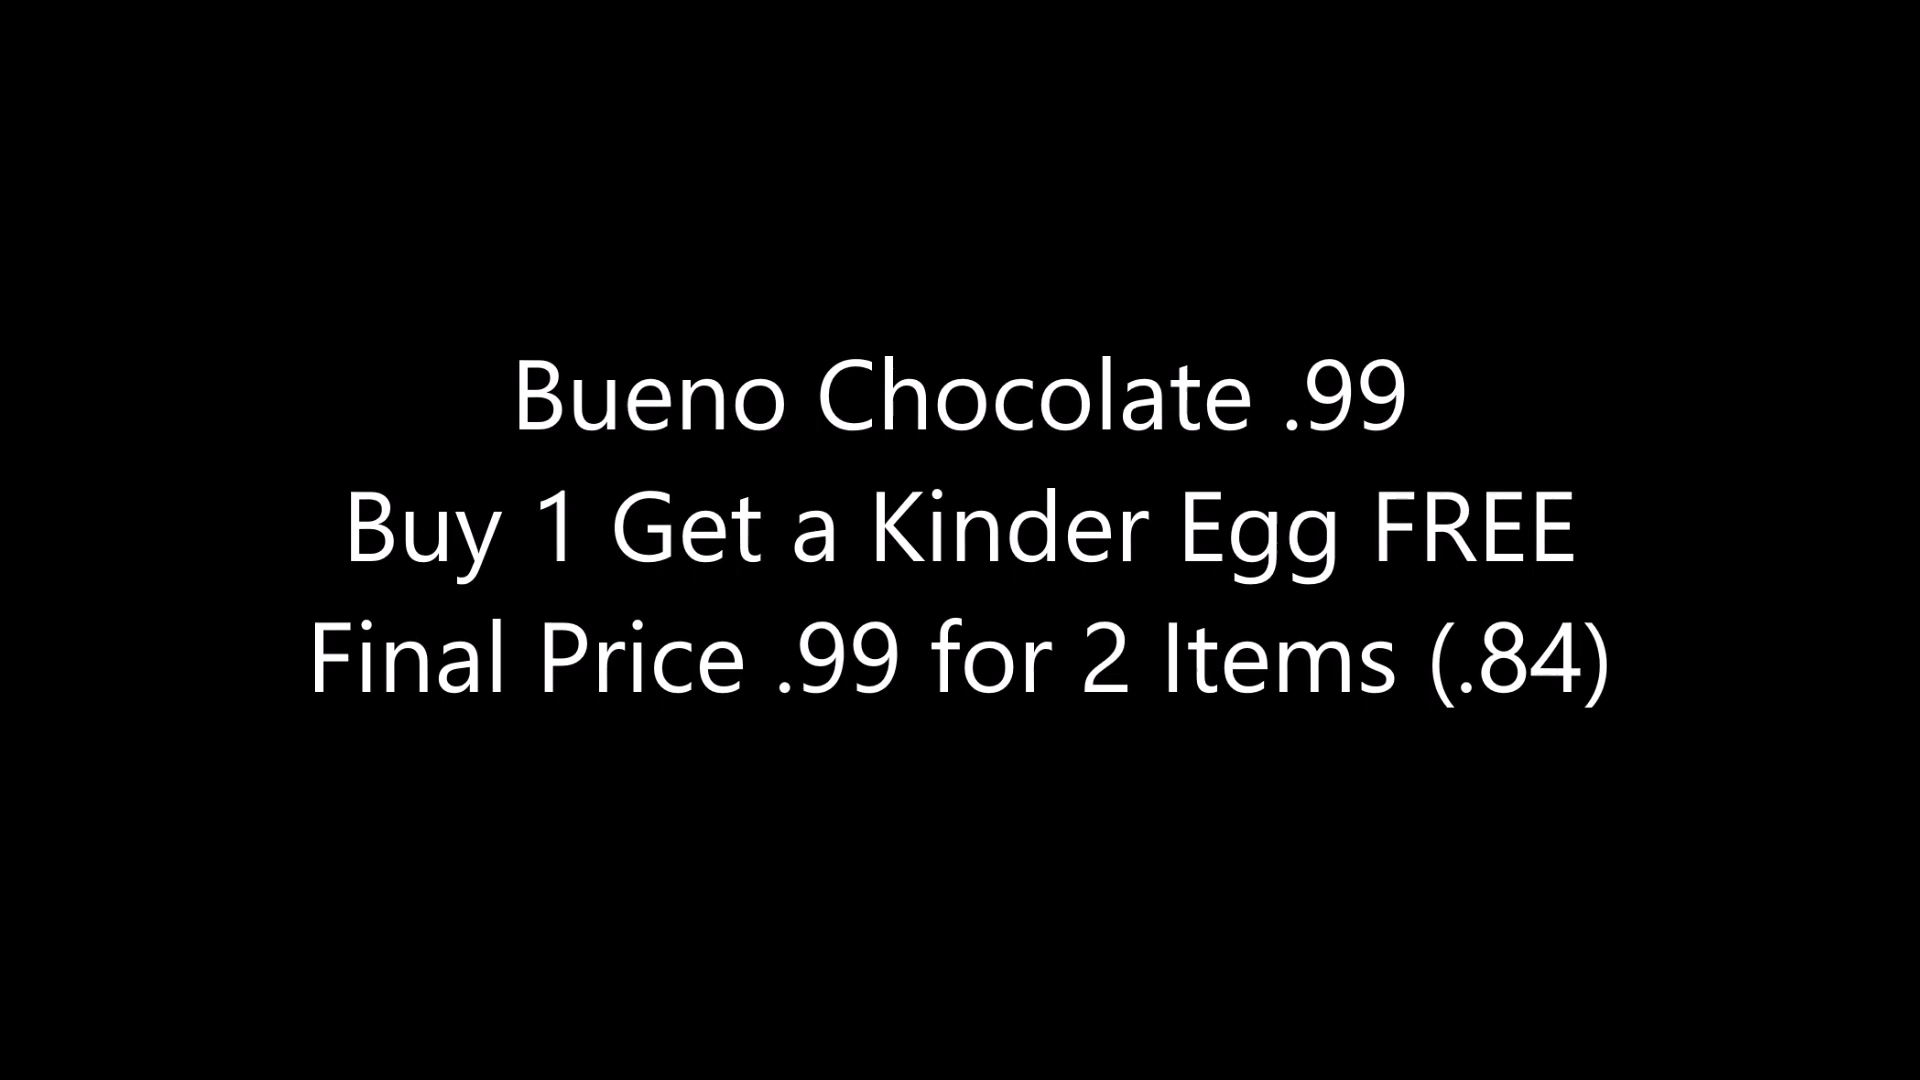 Bueno Chocolate .99
Buy 1 Get a Kinder Egg FREE
Final Price .99 for 2 Items (.84)